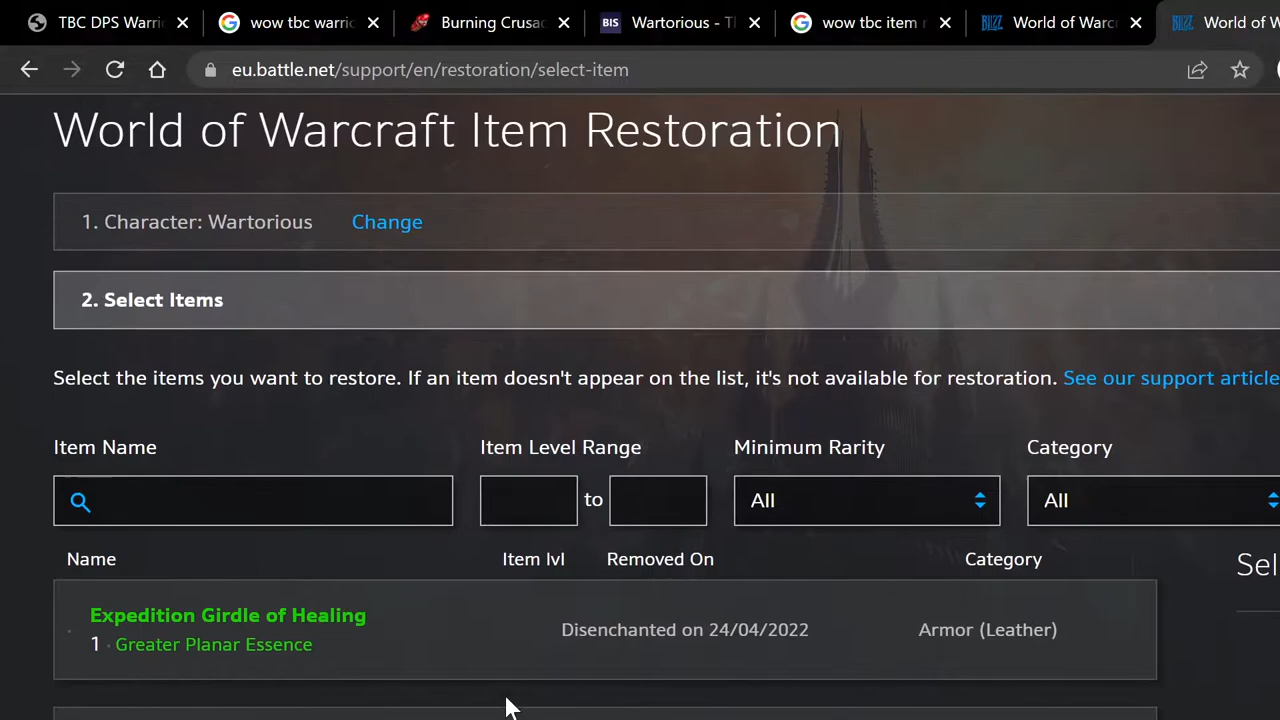 TBC DPS Warri
wow tbc warric
Burning Crusac
BIS Wartorious - Tl
wow tbc item r
BLIZZ World of Warc
BLIZZ World of W
eu.battle.net/support/en/restoration/select-item
World of Warcraft Item Restoration
1. Character: Wartorious Change
2. Select Items
Select the items you want to restore. If an item doesn't appear on the list, it's not available for restoration. See our support article
Item Name Item Level Range Minimum Rarity Category
to All All
Name Item lvl Removed On Category
Sel
Expedition Girdle of Healing
1 · Greater Planar Essence
Disenchanted on 24/04/2022 Armor (Leather)